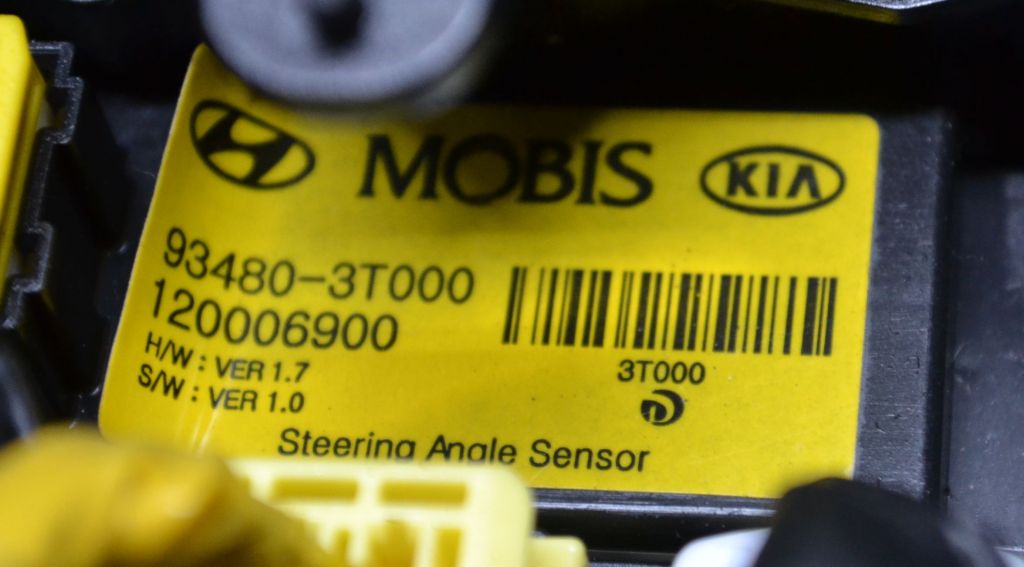 MOBIS KIA
93480-3T000
120006900
H/W : VER 1.7
S/W : VER 1.0
3T000
Steering Angle Sensor